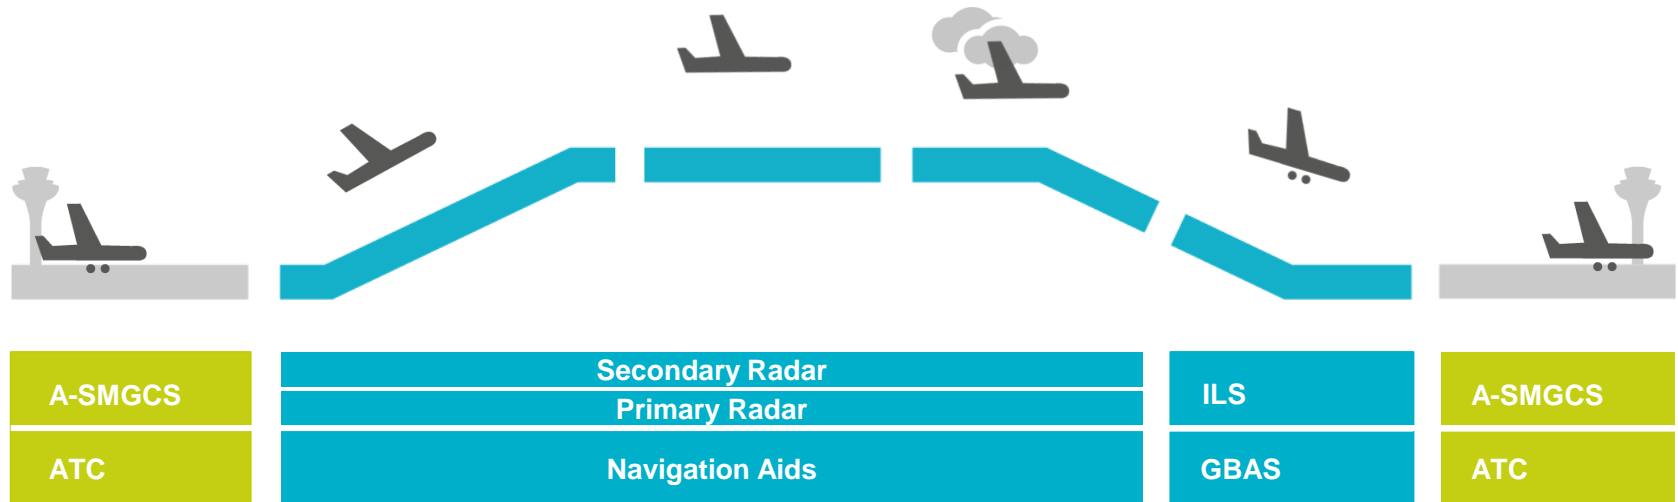 A-SMGCS
ATC
Secondary Radar
Primary Radar
Navigation Aids
ILS
GBAS
A-SMGCS
ATC